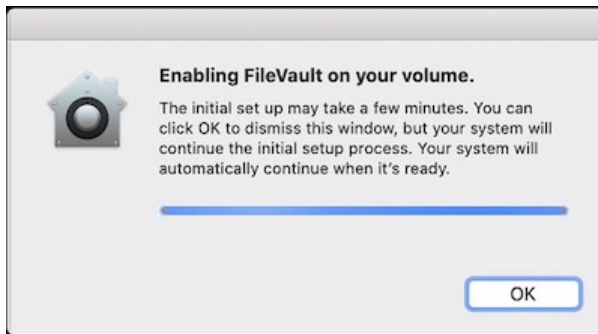 Enabling FileVault on your volume.
The initial set up may take a few minutes. You can
click OK to dismiss this window, but your system will
continue the initial setup process. Your system will
automatically continue when it's ready.
OK